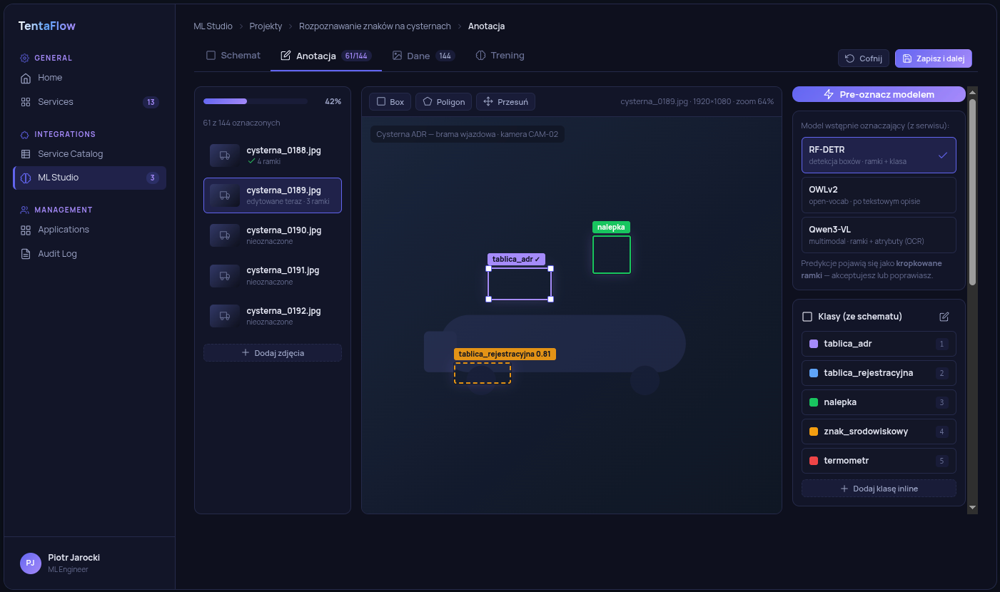 TentaFlow
GENERAL
Home
Services 13
INTEGRATIONS
Service Catalog
ML Studio 3
MANAGEMENT
Applications
Audit Log
PJ
Piotr Jarocki
ML Engineer
ML Studio > Projekty > Rozpoznawanie znaków na cysternach > Anotacja
Schemat
Anotacja 61/144
Dane 144
Trening
Cofnij
Zapisz i dalej
42%
61 z 144 oznaczonych
cysterna_0188.jpg
✓ 4 ramki
cysterna_0189.jpg
edytowane teraz · 3 ramki
cysterna_0190.jpg
nieoznaczone
cysterna_0191.jpg
nieoznaczone
cysterna_0192.jpg
nieoznaczone
+ Dodaj zdjęcia
Box
Poligon
Przesuń
cysterna_0189.jpg · 1920×1080 · zoom 64%
Cysterna ADR — brama wjazdowa · kamera CAM-02
nalepka
tablica_adr ✓
tablica_rejestracyjna 0.81
Pre-oznacz modelem
Model wstępnie oznaczający (z serwisu):
RF-DETR
detekcja boxów · ramki + klasa
OWLv2
open-vocab · po tekstowym opisie
Qwen3-VL
multimodal · ramki + atrybuty (OCR)
Predykcje pojawią się jako kropkowane
ramki — akceptujesz lub poprawiasz.
Klasy (ze schematu)
tablica_adr 1
tablica_rejestracyjna 2
nalepka 3
znak_srodowiskowy 4
termometr 5
+ Dodaj klasę inline